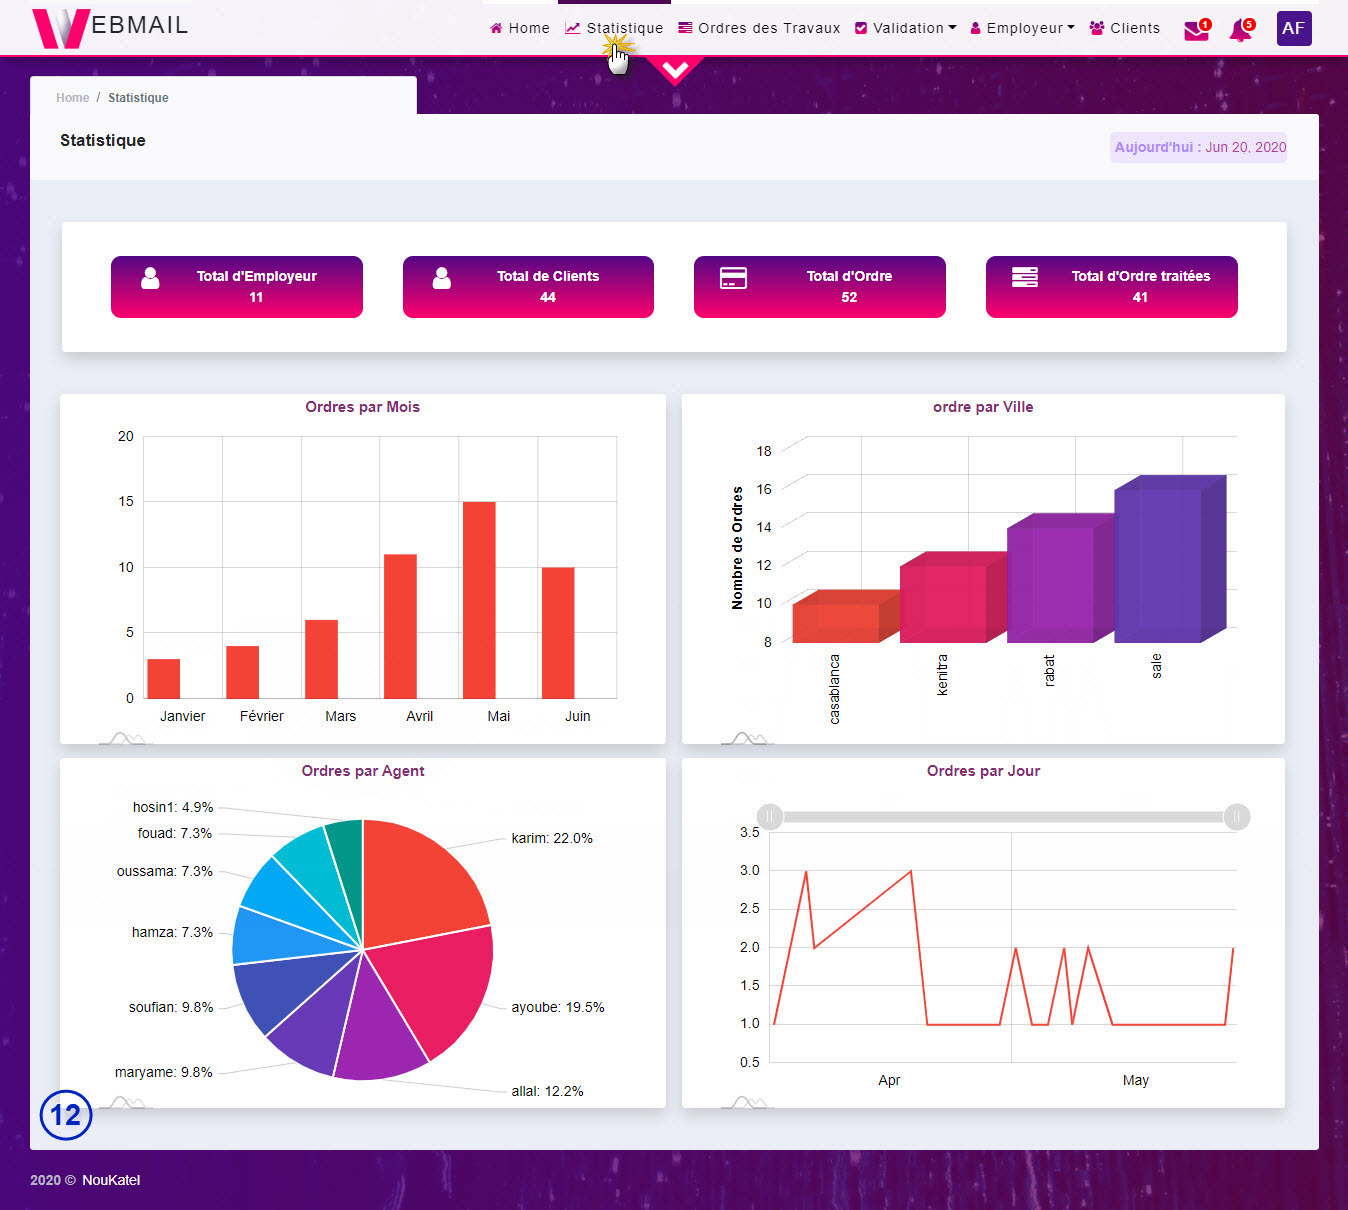 WEBMAIL
Home Statistique Ordres des Travaux Validation Employeur Clients 1 5 AF
Home / Statistique
Statistique
Aujourd'hui : Jun 20, 2020
Total d'Employeur
11
Total de Clients
44
Total d'Ordre
52
Total d'Ordre traitées
41
Ordres par Mois
20
15
10
5
0
Janvier Février Mars Avril Mai Juin
ordre par Ville
Nombre de Ordres
18
16
14
12
10
8
casablanca
kenitra
rabat
sale
Ordres par Agent
hosin1: 4.9%
fouad: 7.3%
oussama: 7.3%
hamza: 7.3%
soufian: 9.8%
maryame: 9.8%
karim: 22.0%
ayoube: 19.5%
allal: 12.2%
Ordres par Jour
3.5
3.0
2.5
2.0
1.5
1.0
0.5
Apr May
12
2020 © NouKatel